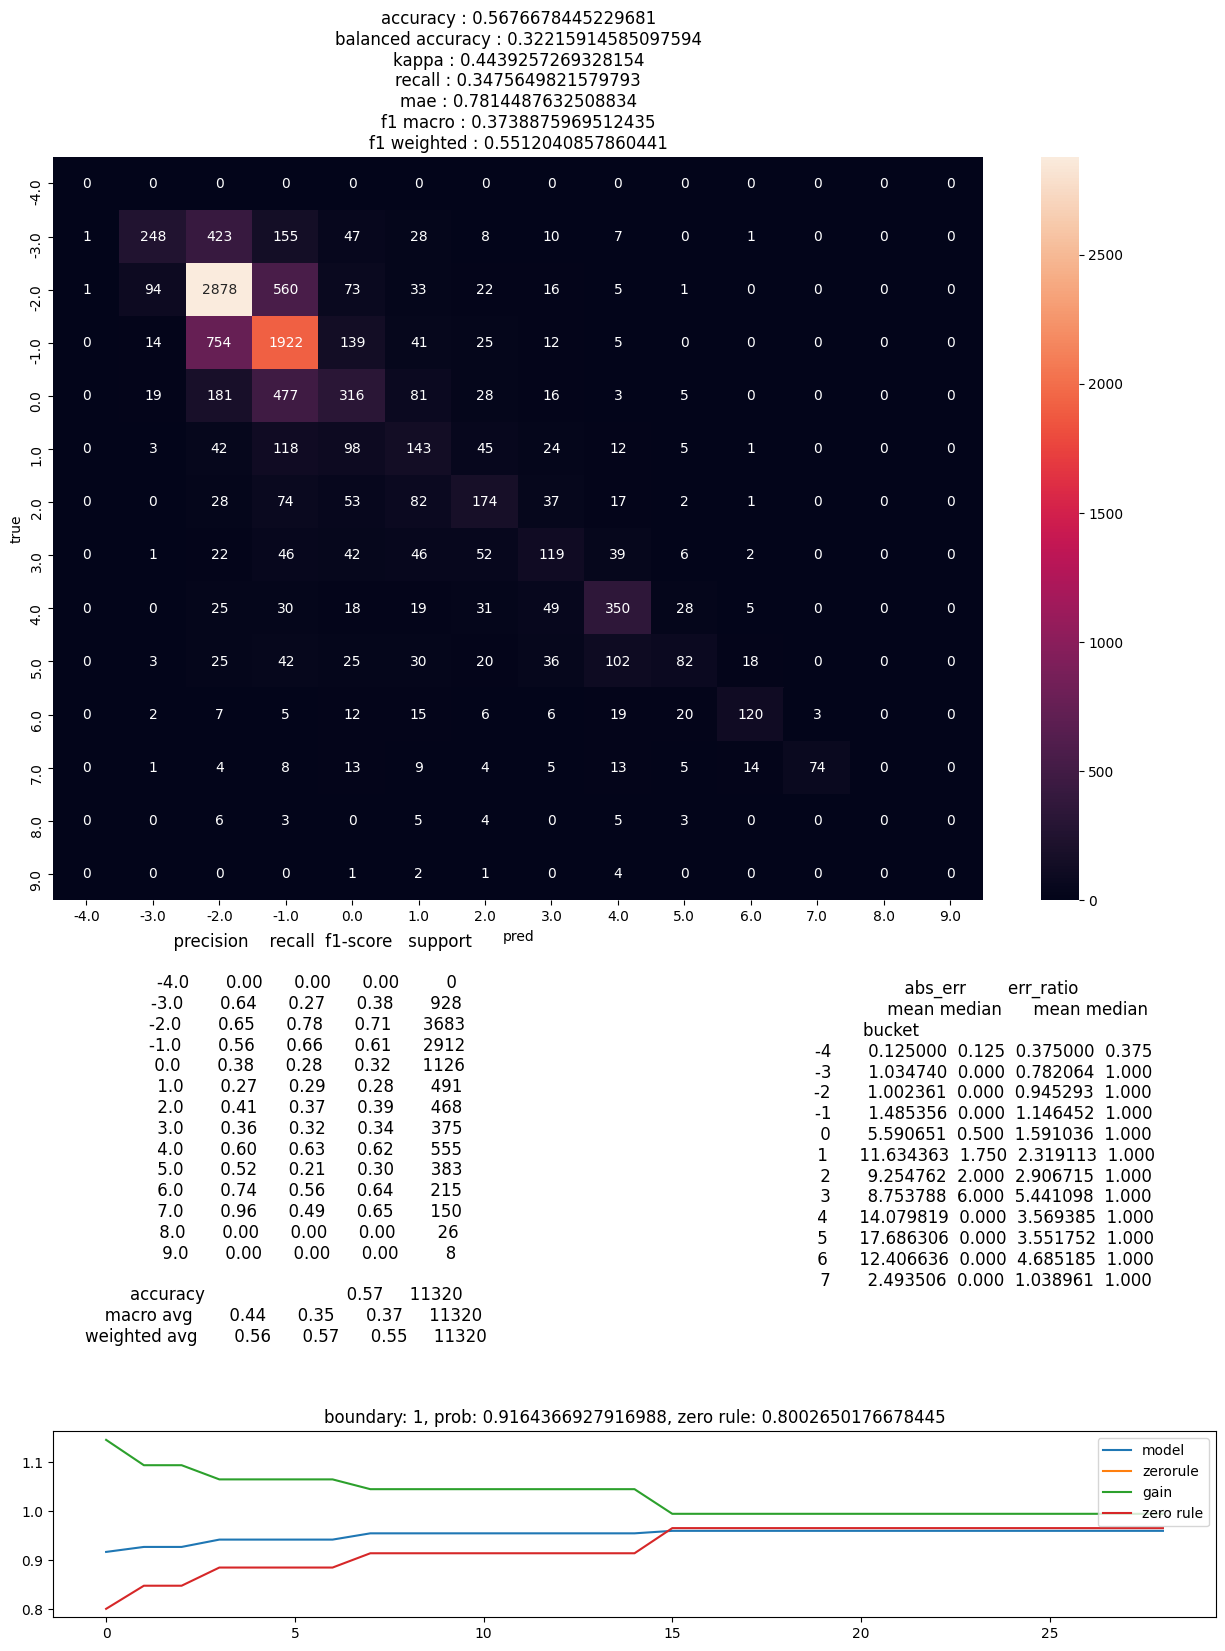 accuracy : 0.5676678445229681
balanced accuracy : 0.32215914585097594
kappa : 0.4439257269328154
recall : 0.3475649821579793
mae : 0.7814487632508834
f1 macro : 0.3738875969512435
f1 weighted : 0.5512040857860441
-4.0 0 0 0 0 0 0 0 0 0 0 0 0 0 0
-3.0 1 248 423 155 47 28 8 10 7 0 1 0 0 0
-2.0 1 94 2878 560 73 33 22 16 5 1 0 0 0 0
-1.0 0 14 754 1922 139 41 25 12 5 0 0 0 0 0
0.0 0 19 181 477 316 81 28 16 3 5 0 0 0 0
1.0 0 3 42 118 98 143 45 24 12 5 1 0 0 0
2.0 0 0 28 74 53 82 174 37 17 2 1 0 0 0
3.0 0 1 22 46 42 46 52 119 39 6 2 0 0 0
4.0 0 0 25 30 18 19 31 49 350 28 5 0 0 0
5.0 0 3 25 42 25 30 20 36 102 82 18 0 0 0
6.0 0 2 7 5 12 15 6 6 19 20 120 3 0 0
7.0 0 1 4 8 13 9 4 5 13 5 14 74 0 0
8.0 0 0 6 3 0 5 4 0 5 3 0 0 0 0
9.0 0 0 0 0 1 2 1 0 4 0 0 0 0 0
true
-4.0 -3.0 -2.0 -1.0 0.0 1.0 2.0 3.0 4.0 5.0 6.0 7.0 8.0 9.0
pred
2500
2000
1500
1000
500
0
precision recall f1-score support
-4.0 0.00 0.00 0.00 0
-3.0 0.64 0.27 0.38 928
-2.0 0.65 0.78 0.71 3683
-1.0 0.56 0.66 0.61 2912
0.0 0.38 0.28 0.32 1126
1.0 0.27 0.29 0.28 491
2.0 0.41 0.37 0.39 468
3.0 0.36 0.32 0.34 375
4.0 0.60 0.63 0.62 555
5.0 0.52 0.21 0.30 383
6.0 0.74 0.56 0.64 215
7.0 0.96 0.49 0.65 150
8.0 0.00 0.00 0.00 26
9.0 0.00 0.00 0.00 8
accuracy 0.57 11320
macro avg 0.44 0.35 0.37 11320
weighted avg 0.56 0.57 0.55 11320
abs_err err_ratio
mean median mean median
bucket
-4 0.125000 0.125 0.375000 0.375
-3 1.034740 0.000 0.782064 1.000
-2 1.002361 0.000 0.945293 1.000
-1 1.485356 0.000 1.146452 1.000
0 5.590651 0.500 1.591036 1.000
1 11.634363 1.750 2.319113 1.000
2 9.254762 2.000 2.906715 1.000
3 8.753788 6.000 5.441098 1.000
4 14.079819 0.000 3.569385 1.000
5 17.686306 0.000 3.551752 1.000
6 12.406636 0.000 4.685185 1.000
7 2.493506 0.000 1.038961 1.000
boundary: 1, prob: 0.9164366927916988, zero rule: 0.8002650176678445
1.1
1.0
0.9
0.8
model
zerorule
gain
zero rule
0 5 10 15 20 25